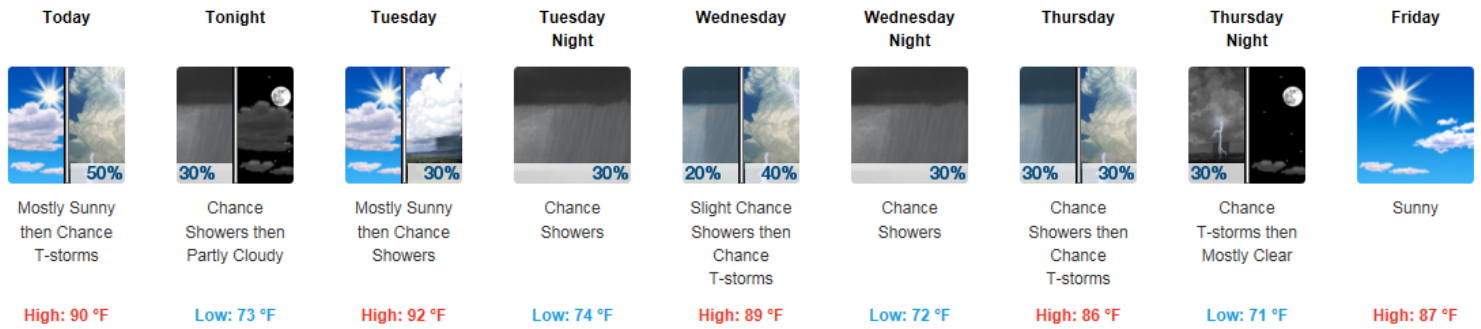 Today
Tonight
Tuesday
Tuesday
Night
Wednesday
Wednesday
Night
Thursday
Thursday
Night
Friday
50%
30%
30%
30%
20%
40%
30%
30%
30%
30%
Mostly Sunny
then Chance
T-storms
Chance
Showers then
Partly Cloudy
Mostly Sunny
then Chance
Showers
Chance
Showers
Slight Chance
Showers then
Chance
T-storms
Chance
Showers
Chance
Showers then
Chance
T-storms
Chance
T-storms then
Mostly Clear
Sunny
High: 90 °F
Low: 73 °F
High: 92 °F
Low: 74 °F
High: 89 °F
Low: 72 °F
High: 86 °F
Low: 71 °F
High: 87 °F